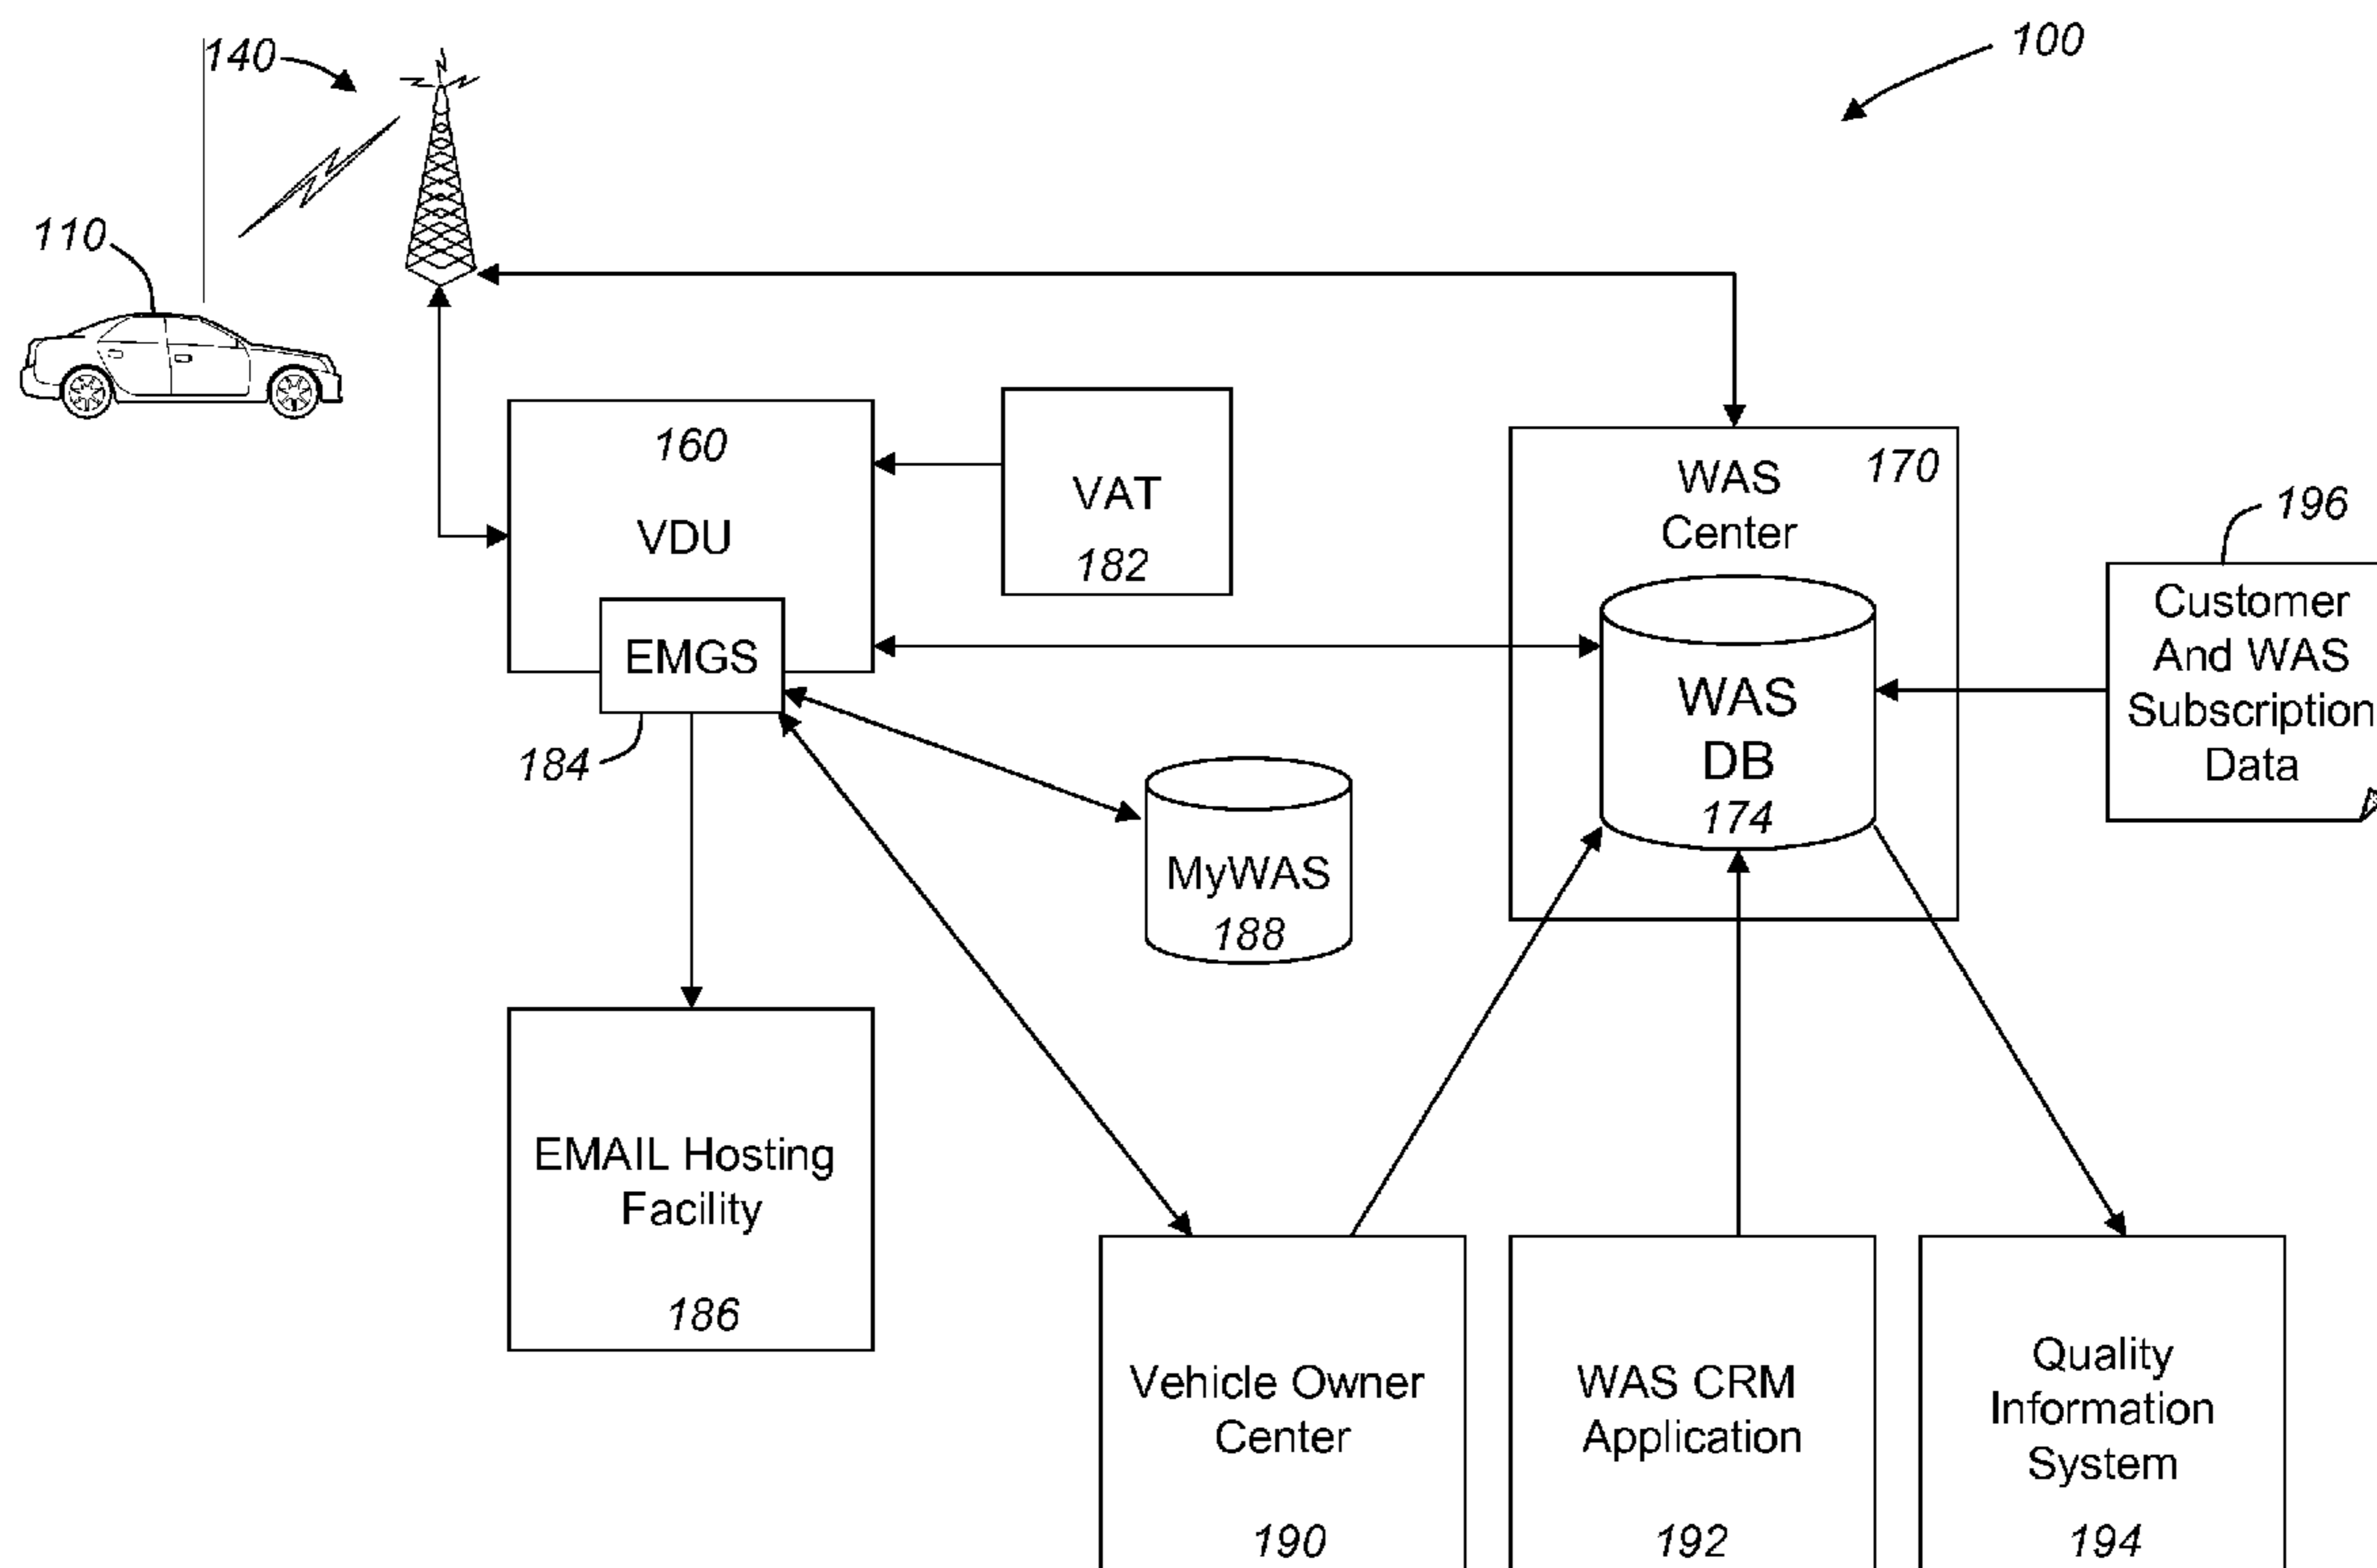 140
100
110
160
VDU
VAT
182
WAS
Center
170
196
Customer
And WAS
Subscription
Data
EMGS
184
WAS
DB
174
MyWAS
188
EMAIL Hosting
Facility
186
Vehicle Owner
Center
190
WAS CRM
Application
192
Quality
Information
System
194